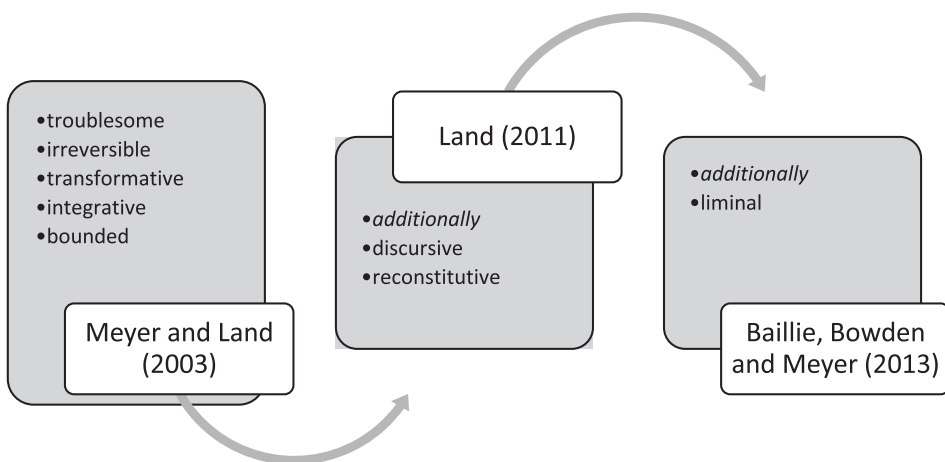 •troublesome
•irreversible
•transformative
•integrative
•bounded
Meyer and Land
(2003)
Land (2011)
•additionally
•discursive
•reconstitutive
•additionally
•liminal
Baillie, Bowden
and Meyer (2013)